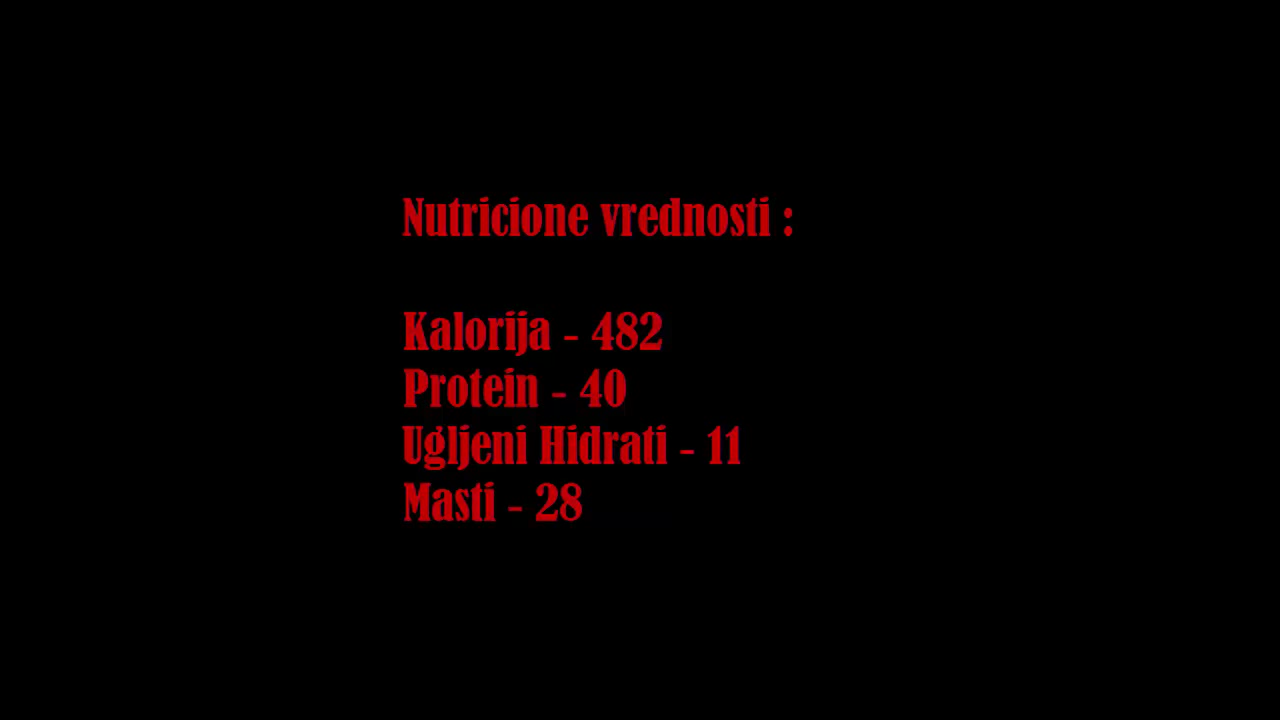 Nutricione vrednosti :
Kalorija - 482
Protein - 40
Ugljeni Hidrati - 11
Masti - 28